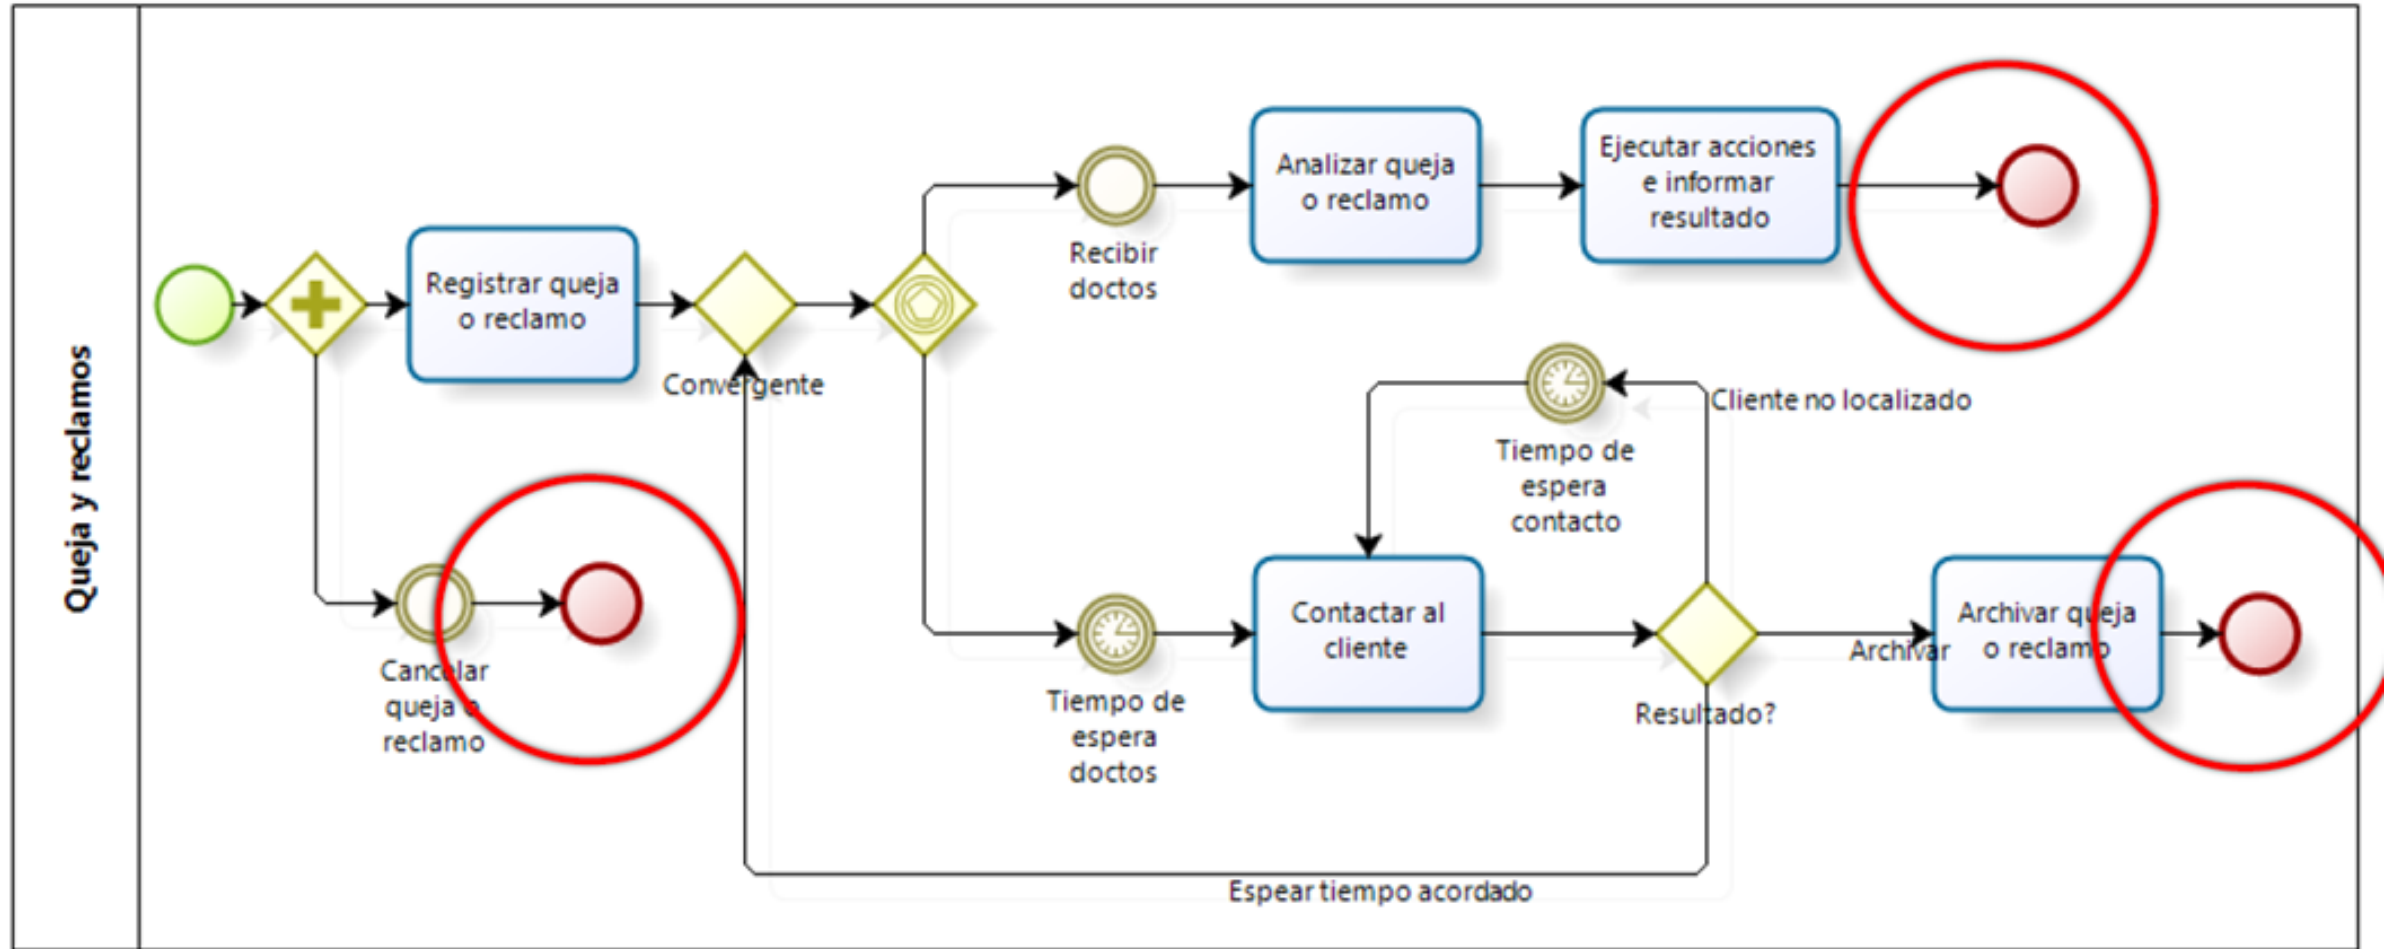 Queja y reclamos
Registrar queja
o reclamo
Convergente
Cancelar
queja o
reclamo
Recibir
doctos
Analizar queja
o reclamo
Ejecutar acciones
e informar
resultado
Tiempo de
espera
contacto
Cliente no localizado
Tiempo de
espera
doctos
Contactar al
cliente
Resultado?
Archivar
Archivar queja
o reclamo
Espear tiempo acordado